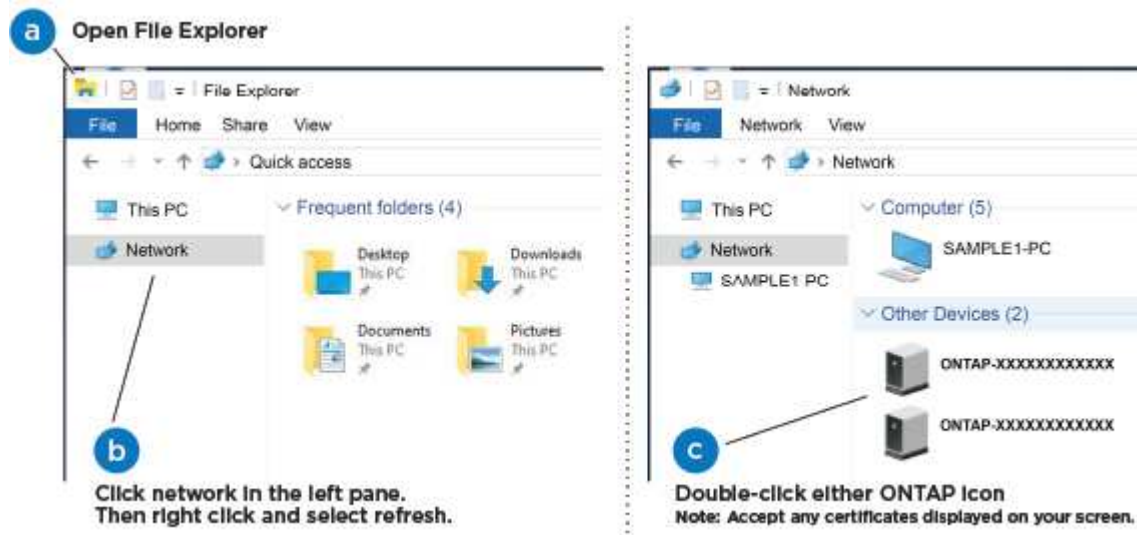 a Open File Explorer
File Explorer
File Home Share View
Quick access
This PC
Network
Frequent folders (4)
Desktop
This PC
Downloads
This PC
Documents
This PC
Pictures
This PC
b
Click network in the left pane.
Then right click and select refresh.
Network
File Network View
Network
This PC
Network
SAMPLE1 PC
Computer (5)
SAMPLE1-PC
Other Devices (2)
ONTAP-XXXXXXXXXXXX
ONTAP-XXXXXXXXXXXX
c
Double-click either ONTAP icon
Note: Accept any certificates displayed on your screen.